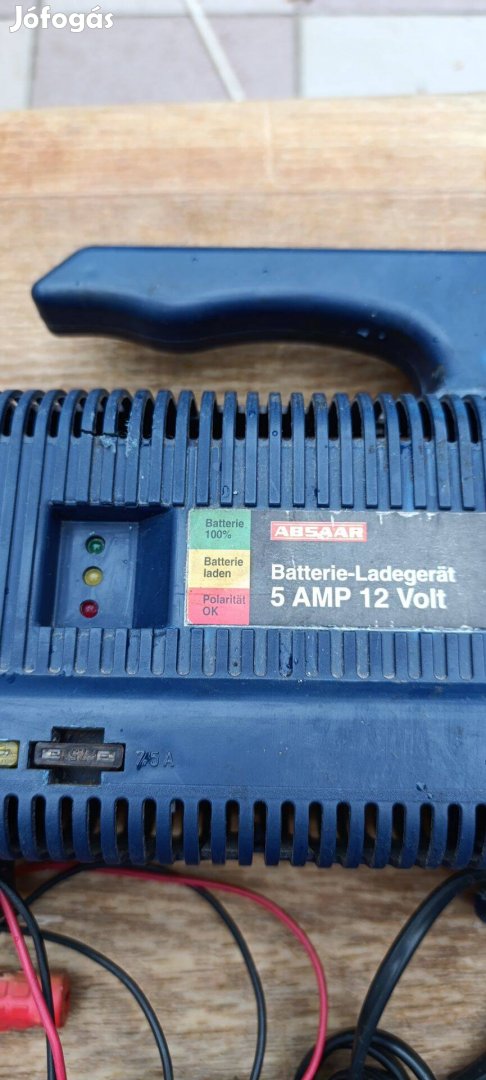 Jófogás
Batterie
100%
Batterie
laden
Polarität
OK
ABSAAR
Batterie-Ladegerät
5 AMP 12 Volt
7,5 A